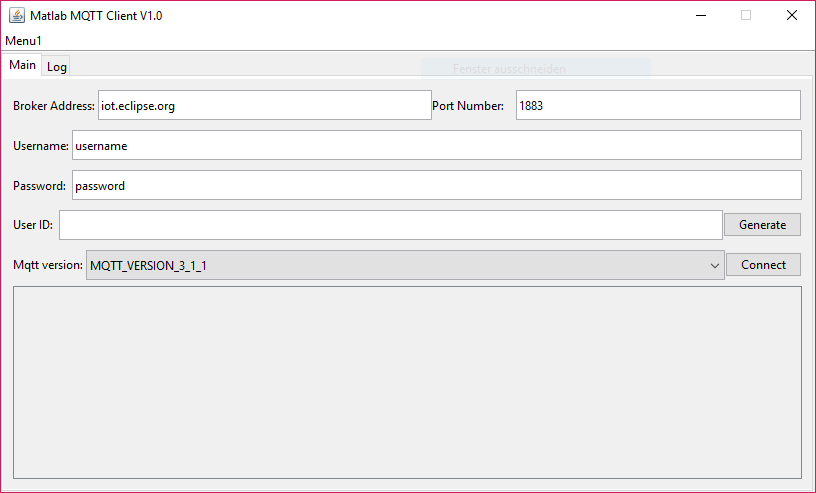 Matlab MQTT Client V1.0
Menu1
Main Log
Fenster ausschneiden
Broker Address: iot.eclipse.org Port Number: 1883
Username: username
Password: password
User ID: Generate
Mqtt version: MQTT_VERSION_3_1_1 Connect